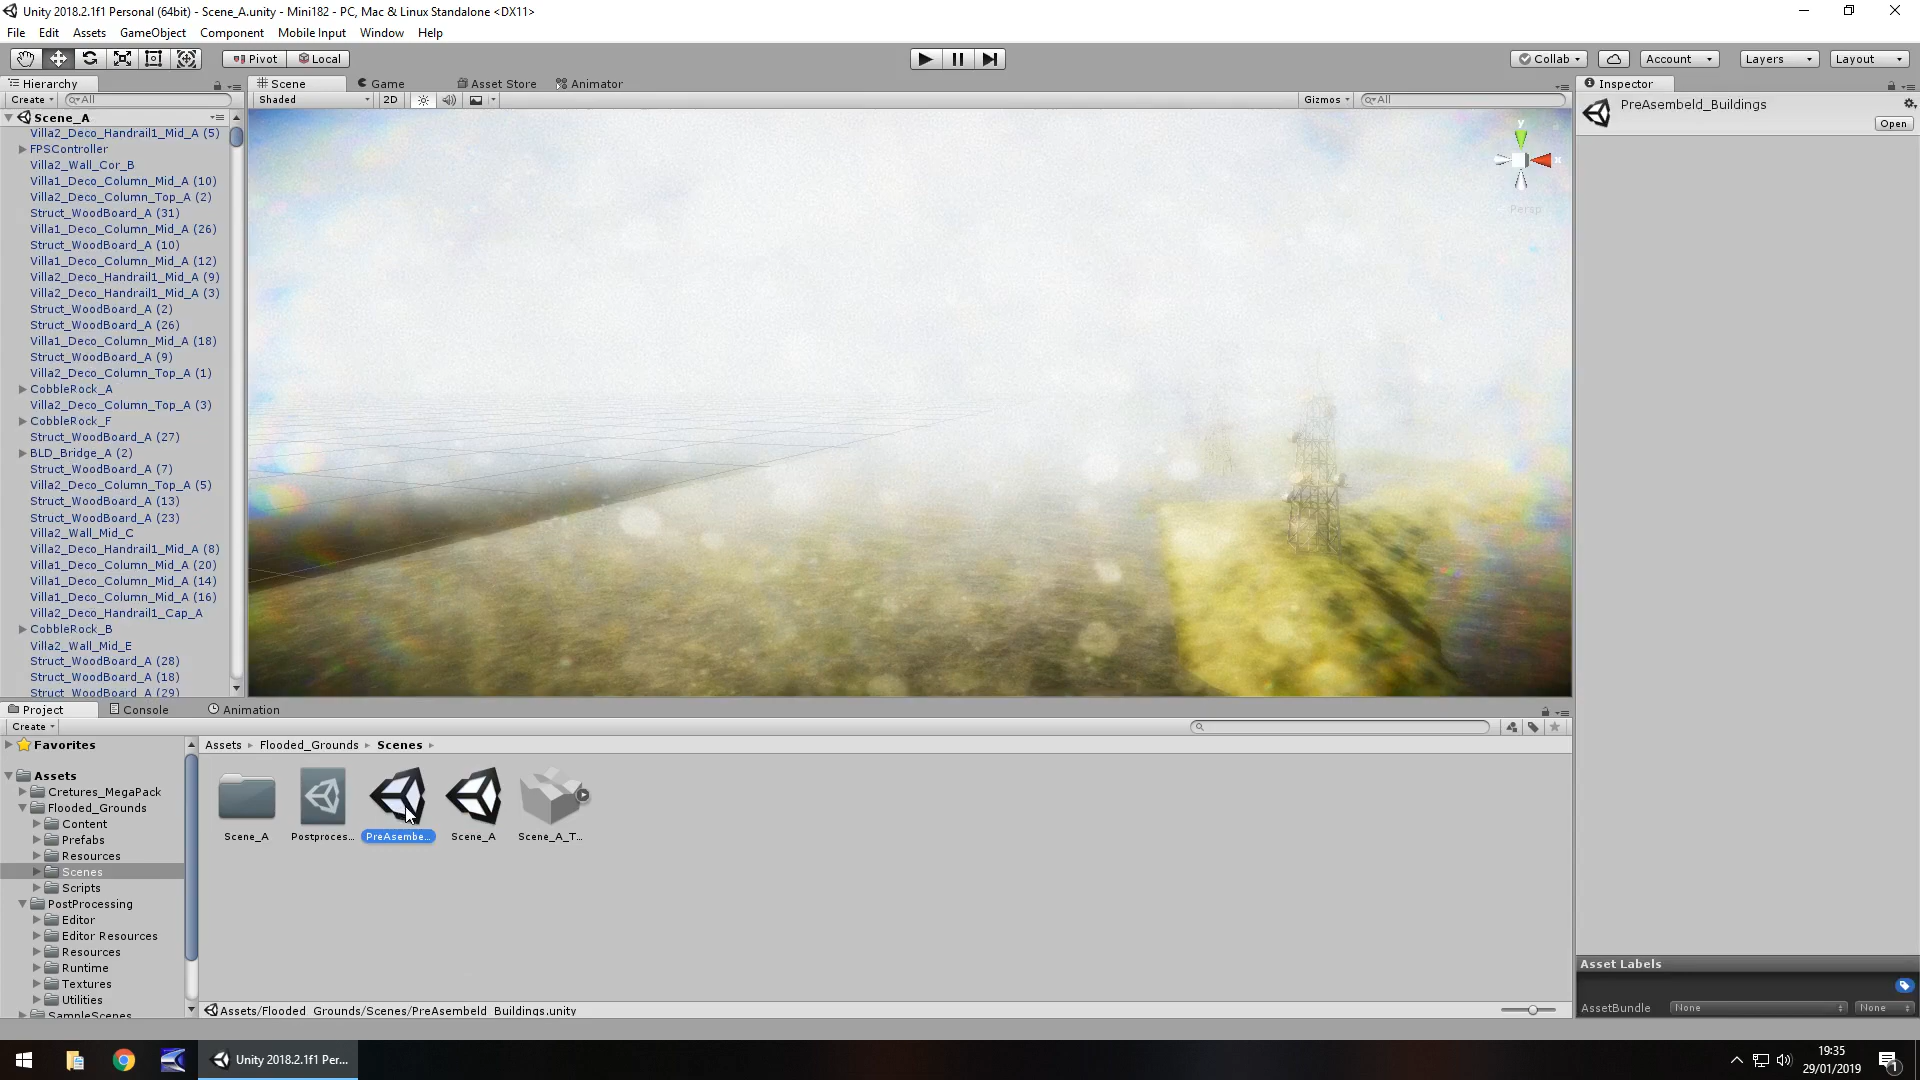 Unity 2018.2.1f1 Personal (64bit) - Scene_A.unity - Mini182 - PC, Mac & Linux Standalone <DX11>
File Edit Assets GameObject Component Mobile Input Window Help
Pivot Local Collab Account Layers Layout
Hierarchy Scene Game Asset Store Animator Inspector
Create All Shaded 2D Gizmos All
PreAsembeld_Buildings
Open
Scene_A
Villa2_Deco_Handrail1_Mid_A (5)
FPSController
Villa2_Wall_Cor_B
Villa1_Deco_Column_Mid_A (10)
Villa2_Deco_Column_Top_A (2)
Struct_WoodBoard_A (31)
Villa1_Deco_Column_Mid_A (26)
Struct_WoodBoard_A (10)
Villa1_Deco_Column_Mid_A (12)
Villa2_Deco_Handrail1_Mid_A (9)
Villa2_Deco_Handrail1_Mid_A (3)
Struct_WoodBoard_A (2)
Struct_WoodBoard_A (26)
Villa1_Deco_Column_Mid_A (18)
Struct_WoodBoard_A (9)
Villa2_Deco_Column_Top_A (1)
CobbleRock_A
Villa2_Deco_Column_Top_A (3)
CobbleRock_F
Struct_WoodBoard_A (27)
BLD_Bridge_A (2)
Struct_WoodBoard_A (7)
Villa2_Deco_Column_Top_A (5)
Struct_WoodBoard_A (13)
Struct_WoodBoard_A (23)
Villa2_Wall_Mid_C
Villa2_Deco_Handrail1_Mid_A (8)
Villa1_Deco_Column_Mid_A (20)
Villa1_Deco_Column_Mid_A (14)
Villa1_Deco_Column_Mid_A (16)
Villa2_Deco_Handrail1_Cap_A
CobbleRock_B
Villa2_Wall_Mid_E
Struct_WoodBoard_A (28)
Struct_WoodBoard_A (18)
Struct_WoodBoard_A (29)
y
x
Persp
Project Console Animation
Create
Favorites
Assets
Cretures_MegaPack
Flooded_Grounds
Content
Prefabs
Resources
Scenes
Scripts
PostProcessing
Editor
Editor Resources
Resources
Runtime
Textures
Utilities
SampleScenes
Assets Flooded_Grounds Scenes
Scene_A Postproces... PreAsembe... Scene_A Scene_A_T...
Assets/Flooded_Grounds/Scenes/PreAsembeld_Buildings.unity
Asset Labels
AssetBundle None None
Unity 2018.2.1f1 Per...
19:35
29/01/2019
1